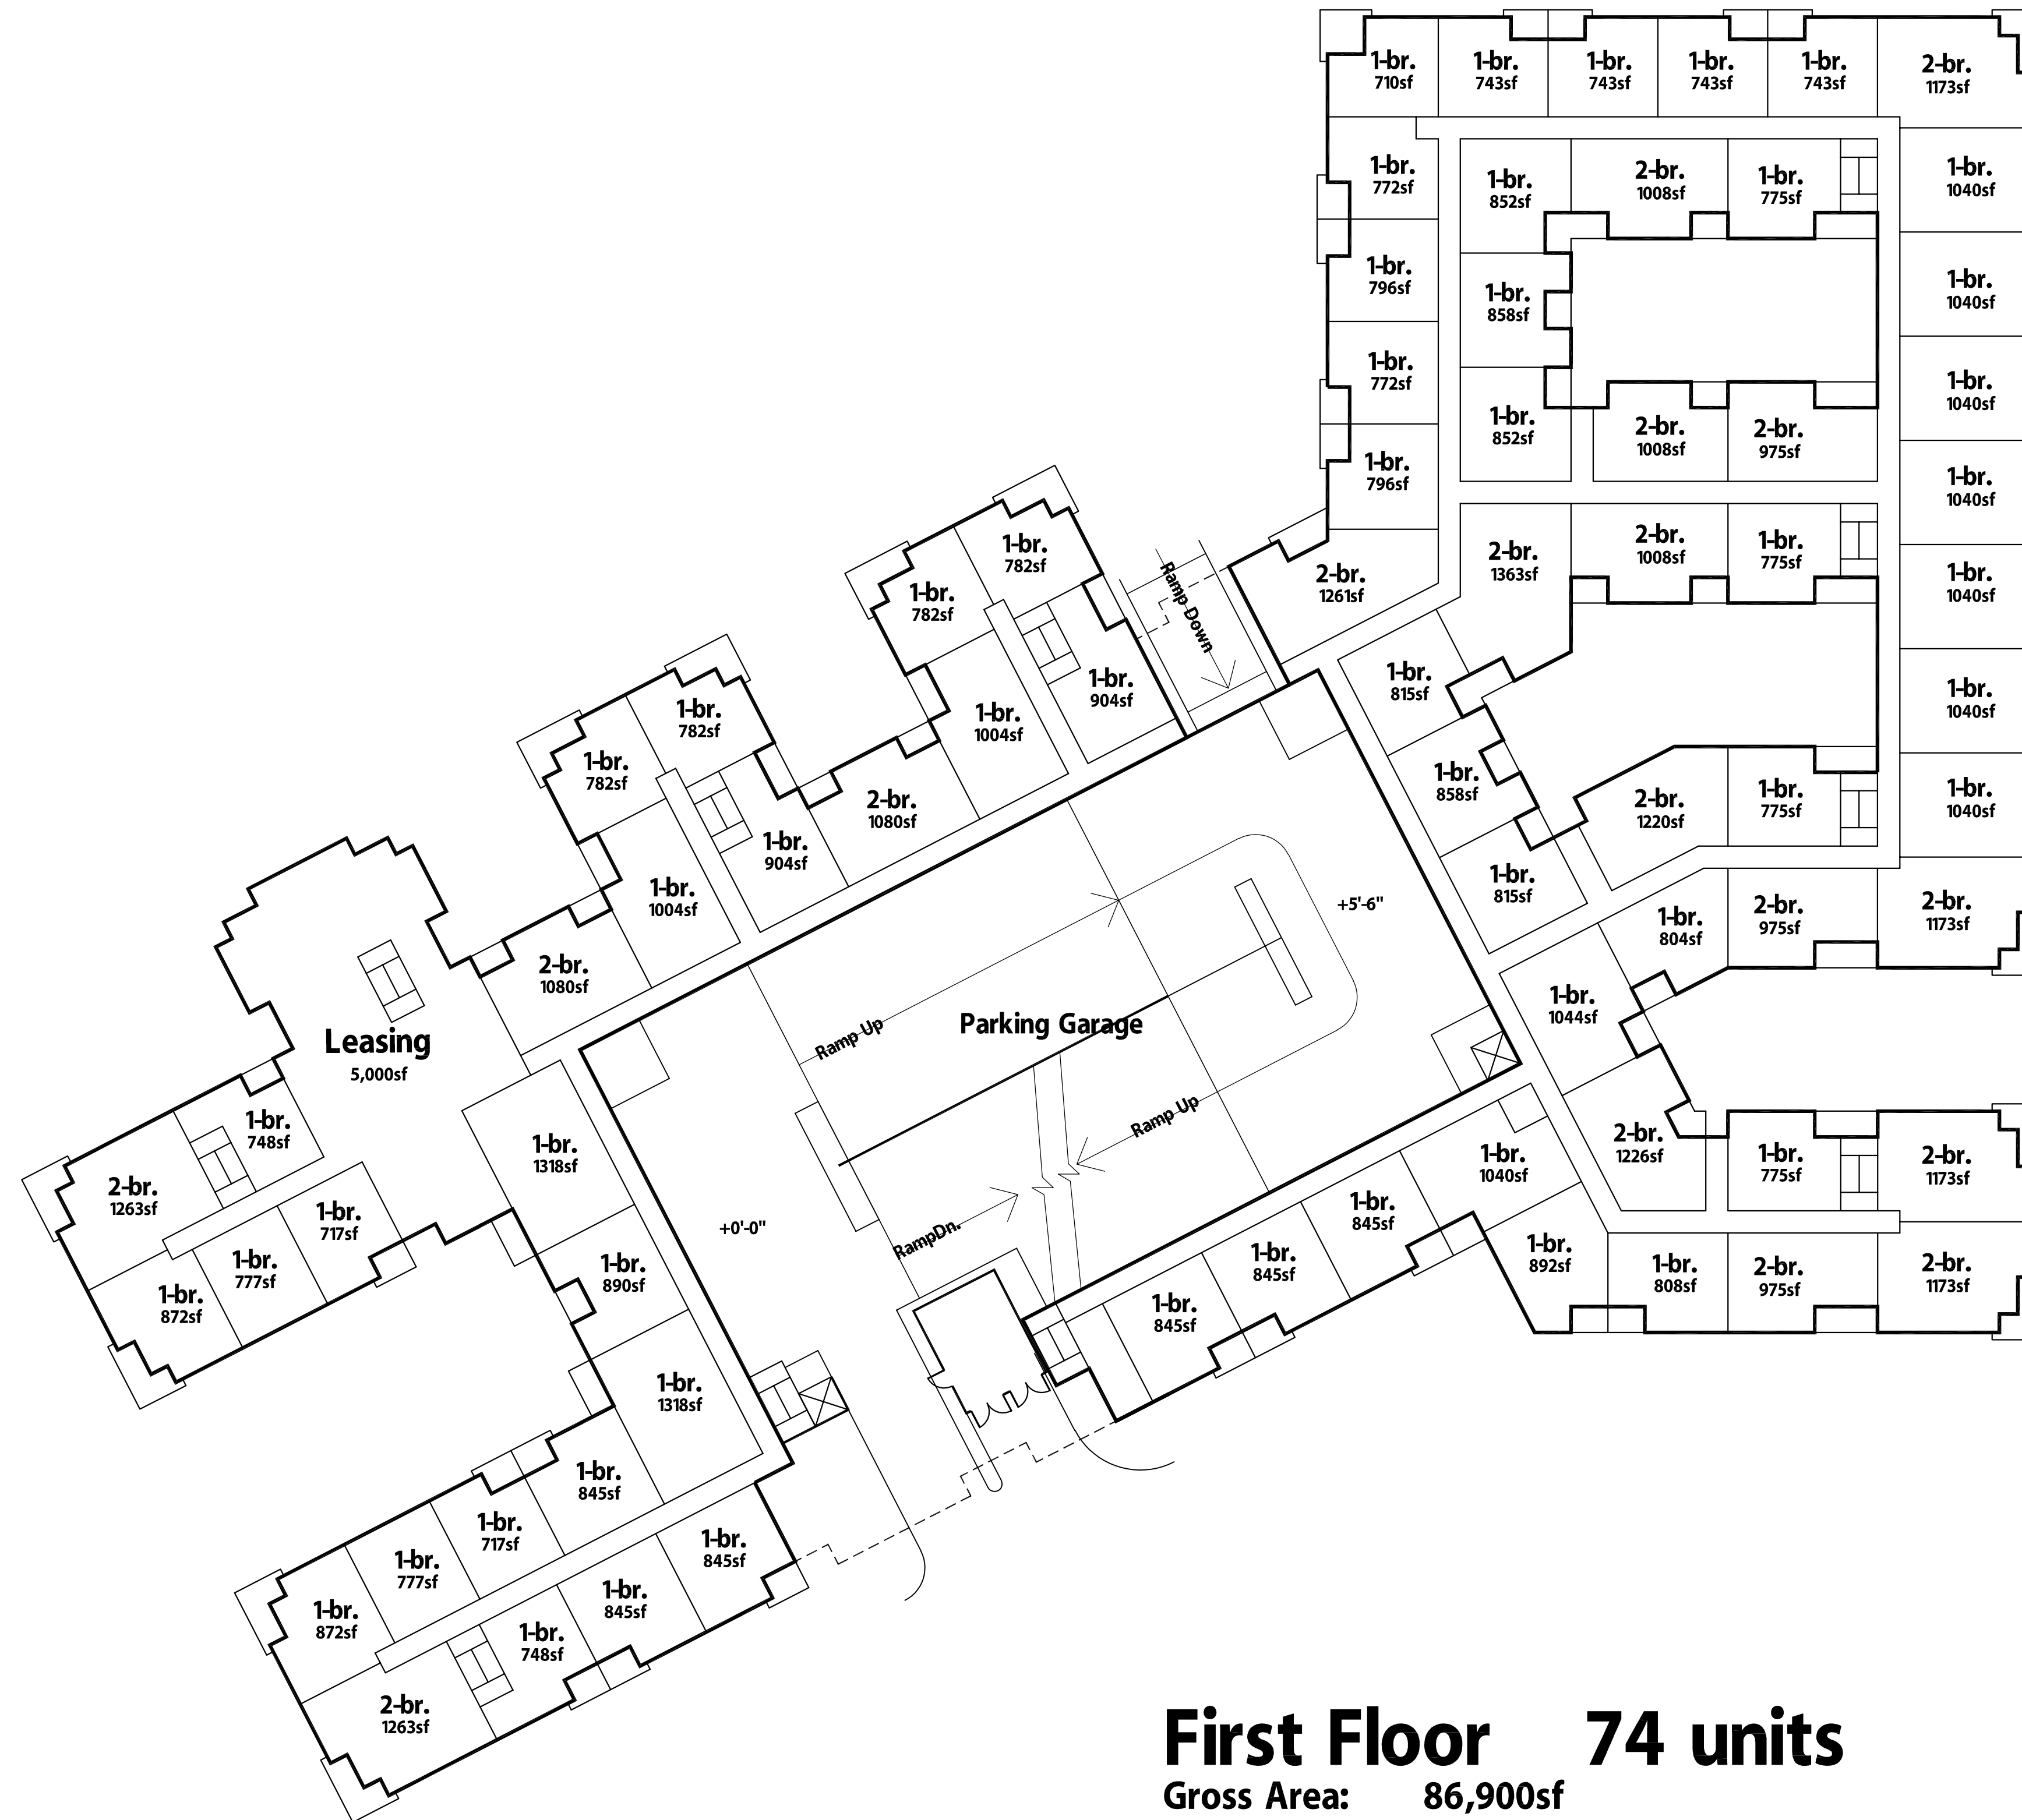 1-br.
710sf
1-br.
743sf
1-br.
743sf
1-br.
743sf
1-br.
743sf
2-br.
1173sf
1-br.
772sf
1-br.
852sf
2-br.
1008sf
1-br.
775sf
1-br.
1040sf
1-br.
796sf
1-br.
858sf
1-br.
1040sf
1-br.
772sf
1-br.
852sf
2-br.
1008sf
2-br.
975sf
1-br.
1040sf
1-br.
796sf
1-br.
1040sf
2-br.
1261sf
2-br.
1363sf
2-br.
1008sf
1-br.
775sf
1-br.
1040sf
1-br.
782sf
1-br.
782sf
Ramp Down
1-br.
904sf
1-br.
1004sf
1-br.
815sf
1-br.
1040sf
1-br.
782sf
1-br.
782sf
2-br.
1080sf
1-br.
904sf
1-br.
1004sf
1-br.
858sf
2-br.
1220sf
1-br.
775sf
1-br.
1040sf
1-br.
815sf
+5'-6"
1-br.
804sf
2-br.
975sf
2-br.
1173sf
2-br.
1080sf
1-br.
1044sf
Ramp Up
Parking Garage
Leasing
5,000sf
Ramp Up
1-br.
748sf
2-br.
1263sf
1-br.
717sf
1-br.
777sf
1-br.
872sf
1-br.
1318sf
+0'-0"
RampDn.
1-br.
1040sf
2-br.
1226sf
1-br.
775sf
2-br.
1173sf
1-br.
845sf
1-br.
845sf
1-br.
845sf
1-br.
892sf
1-br.
808sf
2-br.
975sf
2-br.
1173sf
1-br.
890sf
1-br.
1318sf
1-br.
845sf
1-br.
717sf
1-br.
777sf
1-br.
872sf
1-br.
845sf
1-br.
845sf
1-br.
748sf
2-br.
1263sf
First Floor 74 units
Gross Area: 86,900sf